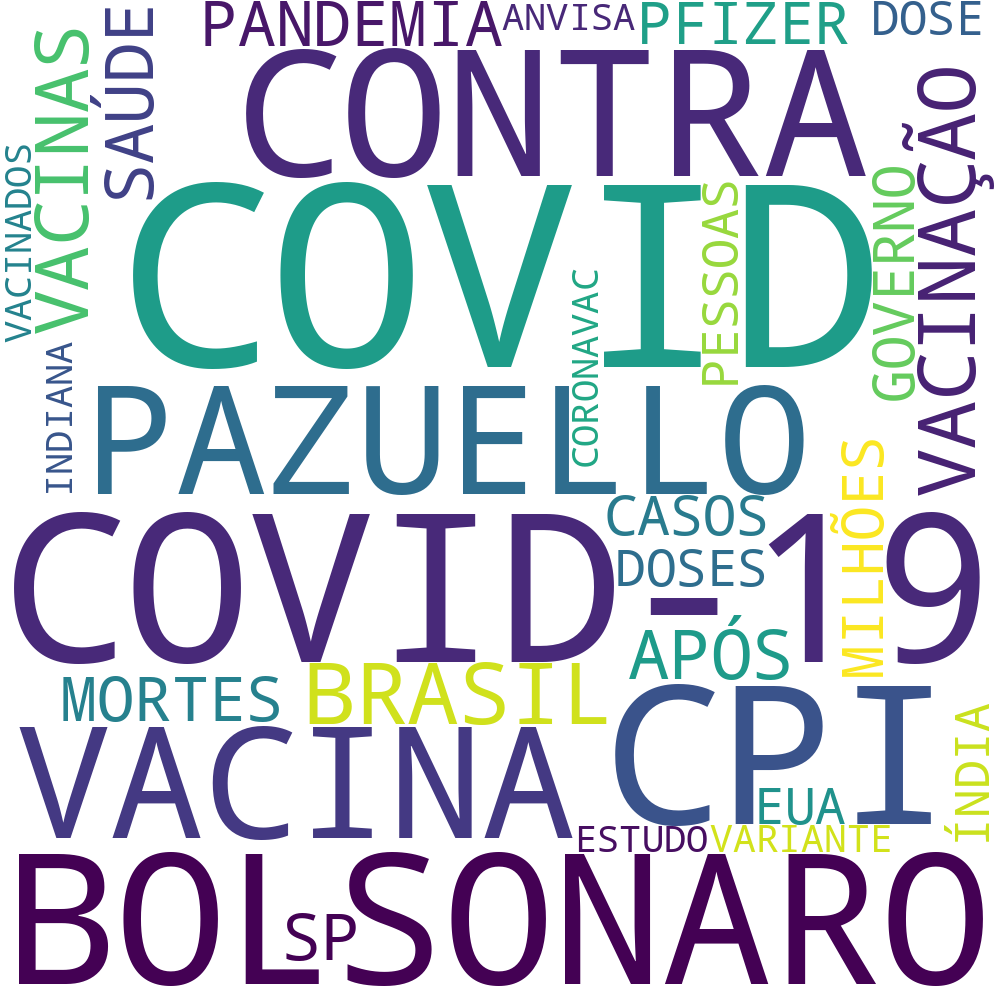 PANDEMIA
ANVISA
PFIZER
DOSE
SAÚDE
VACINAS
VACINADOS
CONTRA
VACINAÇÃO
GOVERNO
COVID
PESSOAS
CORONAVAC
INDIANA
PAZUELLO
CASOS
DOSES
MILHÕES
COVID-19
APÓS
MORTES
BRASIL
CPI
VACINA
EUA
ÍNDIA
ESTUDO
VARIANTE
BOLSONARO
SP